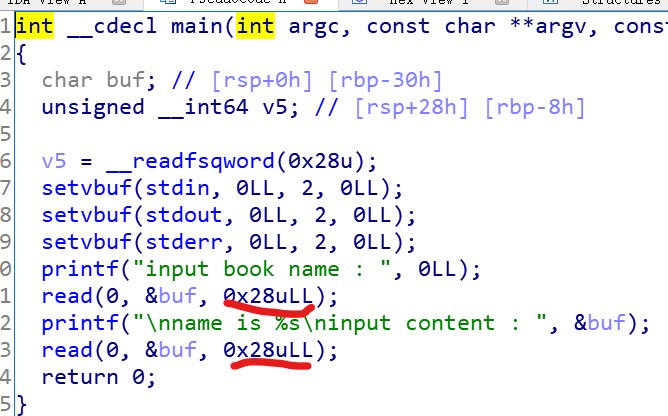 IDA View A Pseudocode A Hex View 1 Structures
1 int __cdecl main(int argc, const char **argv, cons
2 {
3 char buf; // [rsp+0h] [rbp-30h]
4 unsigned __int64 v5; // [rsp+28h] [rbp-8h]
5
6 v5 = __readfsqword(0x28u);
7 setvbuf(stdin, 0LL, 2, 0LL);
8 setvbuf(stdout, 0LL, 2, 0LL);
9 setvbuf(stderr, 0LL, 2, 0LL);
0 printf("input book name : ", 0LL);
1 read(0, &buf, 0x28uLL);
2 printf("\nname is %s\ninput content : ", &buf);
3 read(0, &buf, 0x28uLL);
4 return 0;
5 }